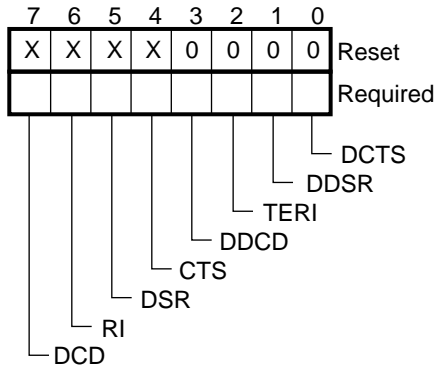 7 6 5 4 3 2 1 0
X X X X 0 0 0 0 Reset
Required
DCTS
DDSR
TERI
DDCD
CTS
DSR
RI
DCD